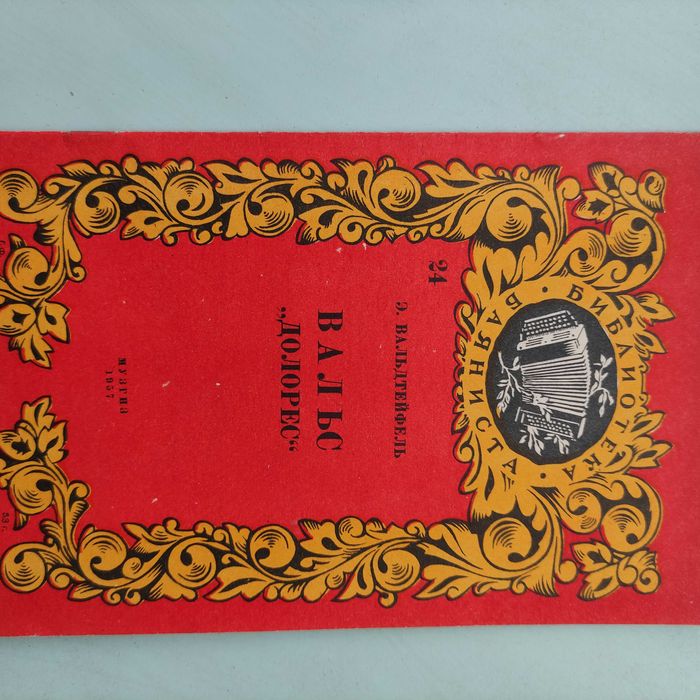 БИБЛИОТЕКА · БАЯНИСТА ·
24
Э. ВАЛЬДТЕЙФЕЛЬ
ВАЛЬС
„ДОЛОРЕС“
МУЗГИЗ
1957